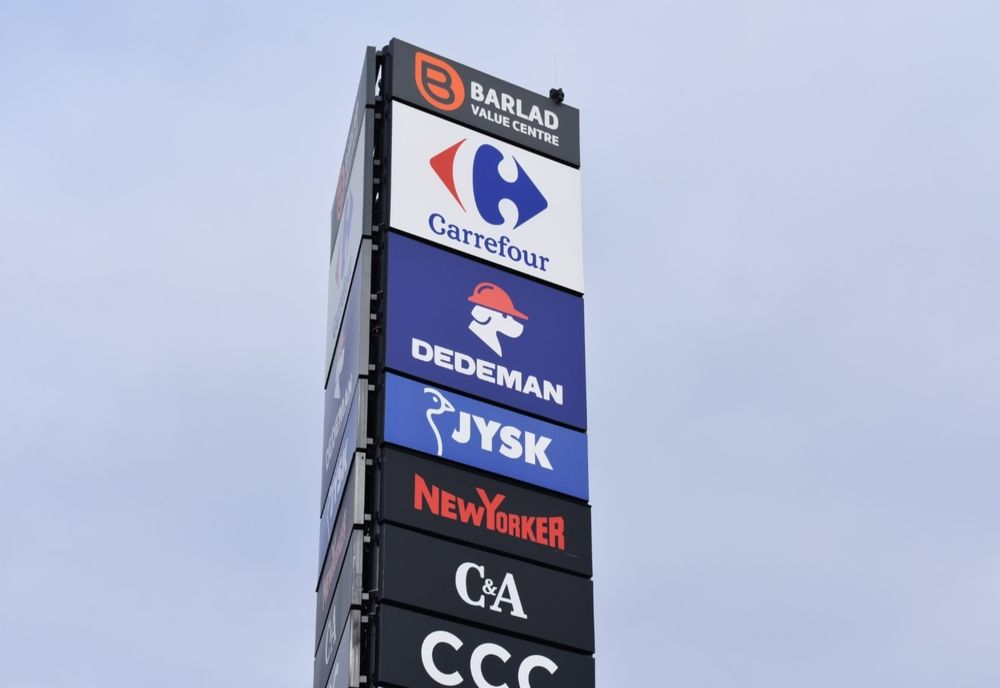 BARLAD
VALUE CENTRE
Carrefour
DEDEMAN
JYSK
NEWYORKER
C&A
CCC